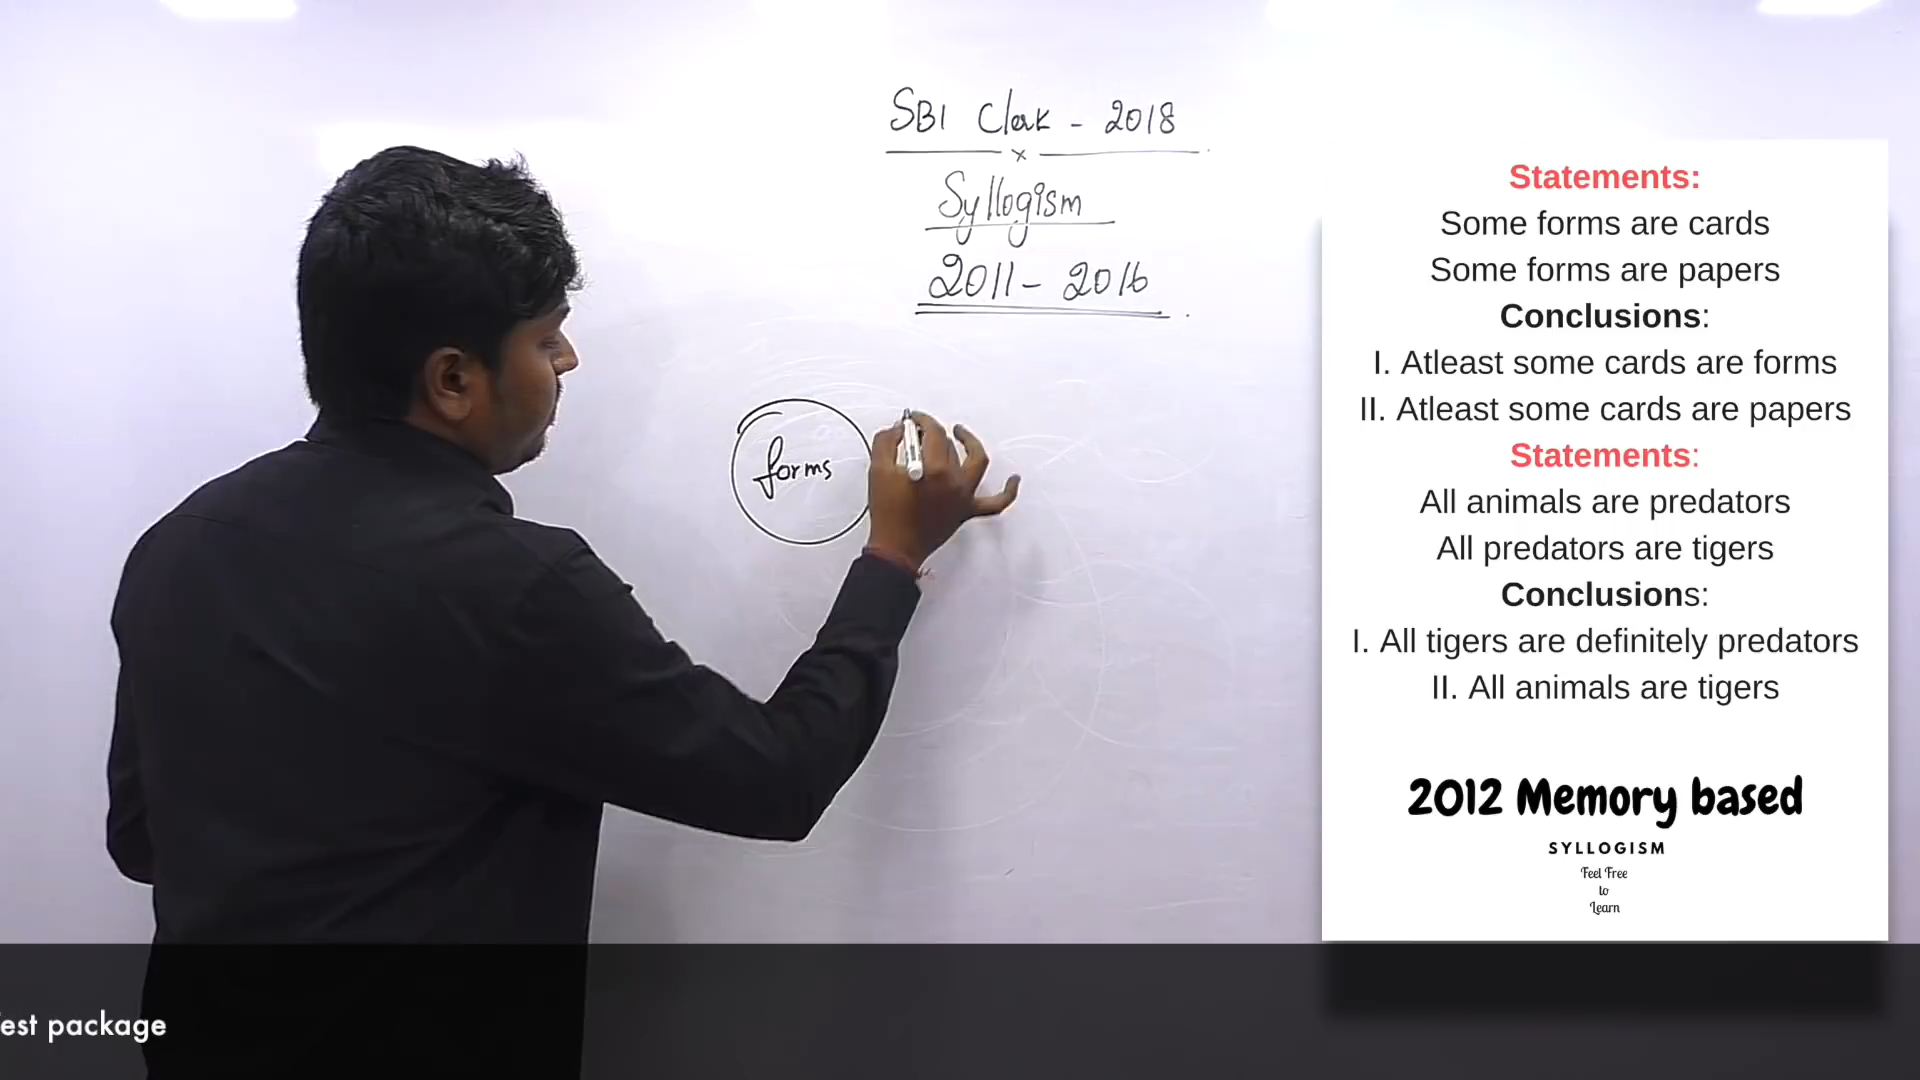 SBI Clerk - 2018
Syllogism
2011 - 2016
forms
Statements:
Some forms are cards
Some forms are papers
Conclusions:
I. Atleast some cards are forms
II. Atleast some cards are papers
Statements:
All animals are predators
All predators are tigers
Conclusions:
I. All tigers are definitely predators
II. All animals are tigers
2012 Memory based
SYLLOGISM
Feel Free
to
Learn
est package